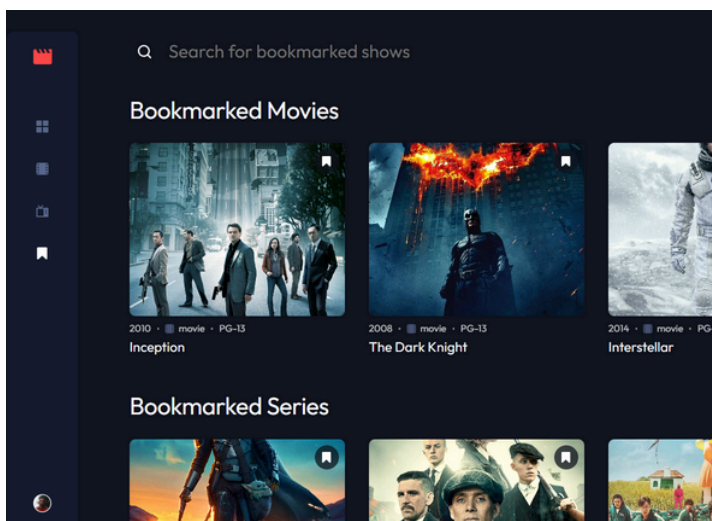 Search for bookmarked shows
Bookmarked Movies
2010 · movie · PG-13
Inception
2008 · movie · PG-13
The Dark Knight
2014 · movie · PG-
Interstellar
Bookmarked Series